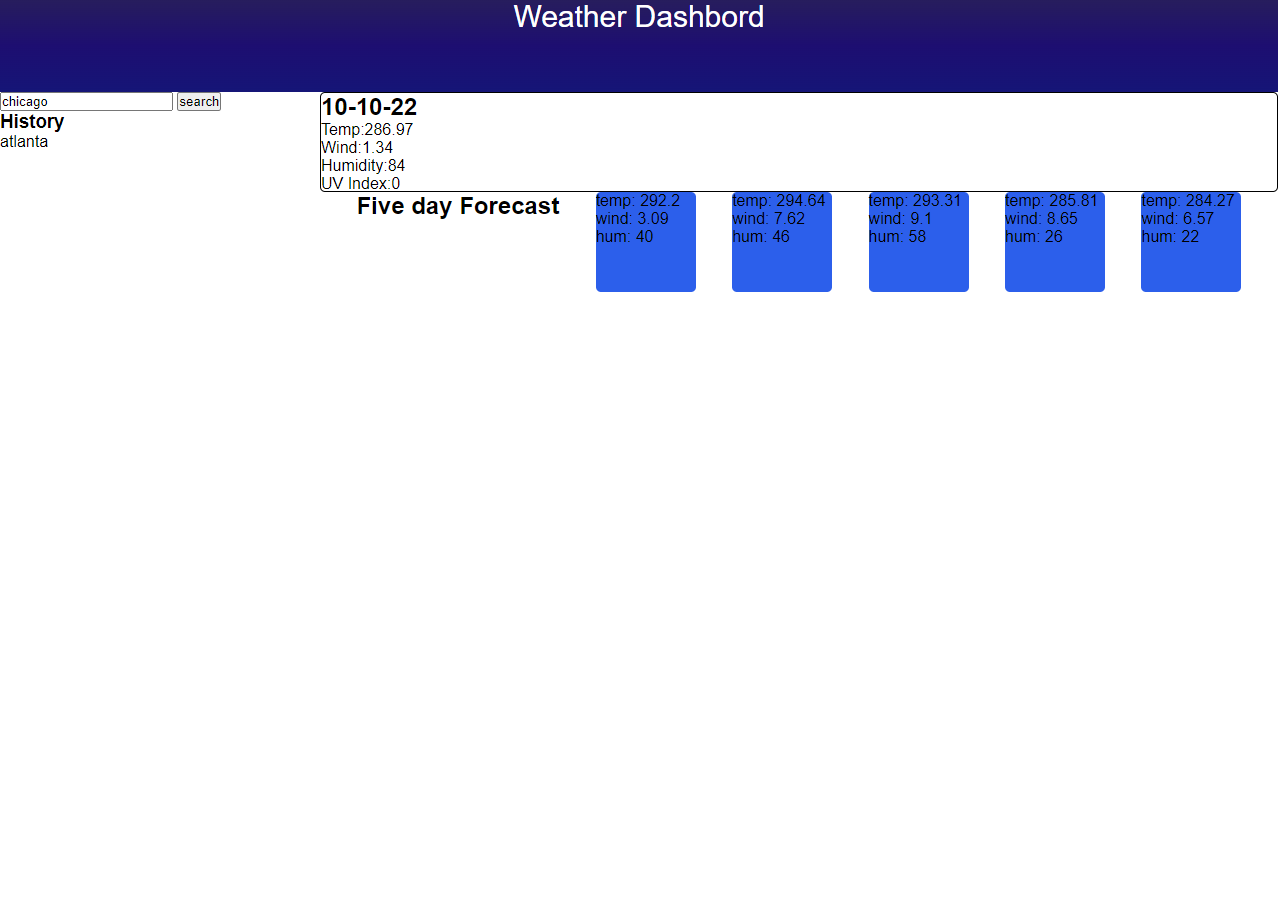 Weather Dashbord
chicago search
History
atlanta
10-10-22
Temp:286.97
Wind:1.34
Humidity:84
UV Index:0
Five day Forecast
temp: 292.2
wind: 3.09
hum: 40
temp: 294.64
wind: 7.62
hum: 46
temp: 293.31
wind: 9.1
hum: 58
temp: 285.81
wind: 8.65
hum: 26
temp: 284.27
wind: 6.57
hum: 22